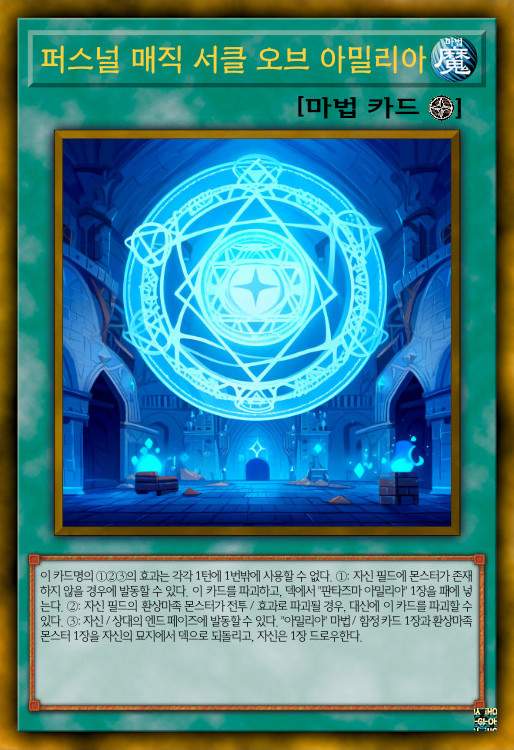 퍼스널 매직 서클 오브 아밀리아
마법
魔
[마법 카드 ]
이 카드명의 ①②③의 효과는 각각 1턴에 1번밖에 사용할 수 없다. ①: 자신 필드에 몬스터가 존재
하지 않을 경우에 발동할 수 있다. 이 카드를 파괴하고, 덱에서 "판타즈마 아밀리아" 1장을 패에 넣
는다. ②: 자신 필드의 환상마족 몬스터가 전투 / 효과로 파괴될 경우, 대신에 이 카드를 파괴할 수
있다. ③: 자신 / 상대의 엔드 페이즈에 발동할 수 있다. "아밀리아" 마법 / 함정 카드 1장과 환상마족
몬스터 1장을 자신의 묘지에서 덱으로 되돌리고, 자신은 1장 드로우한다.